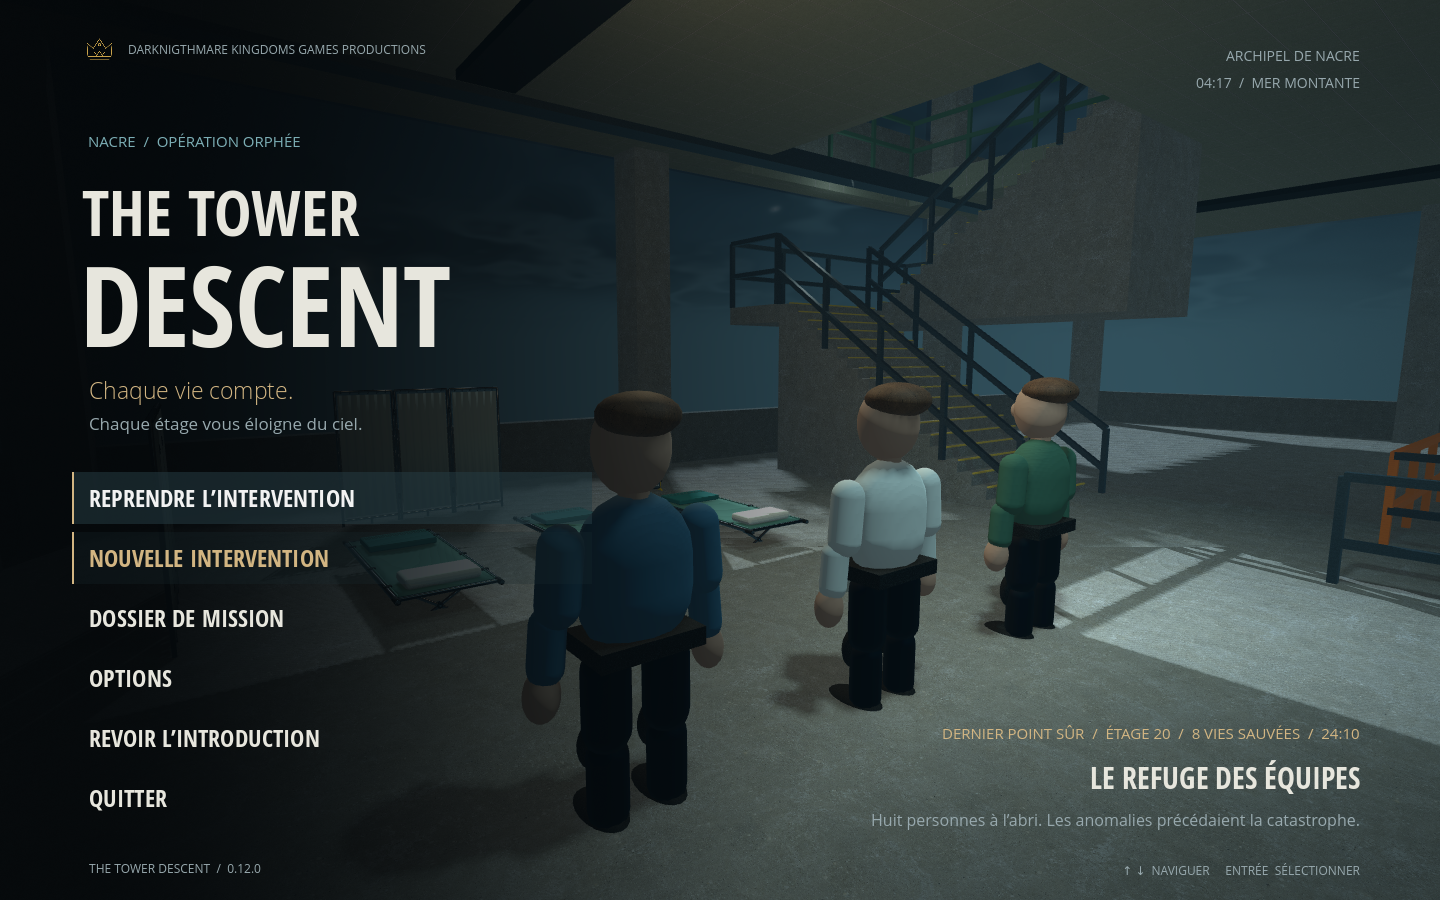 DARKNIGTHMARE KINGDOMS GAMES PRODUCTIONS
ARCHIPEL DE NACRE
04:17 / MER MONTANTE
NACRE / OPÉRATION ORPHÉE
THE TOWER
DESCENT
Chaque vie compte.
Chaque étage vous éloigne du ciel.
REPRENDRE L’INTERVENTION
NOUVELLE INTERVENTION
DOSSIER DE MISSION
OPTIONS
REVOIR L’INTRODUCTION
QUITTER
DERNIER POINT SÛR / ÉTAGE 20 / 8 VIES SAUVÉES / 24:10
LE REFUGE DES ÉQUIPES
Huit personnes à l’abri. Les anomalies précédaient la catastrophe.
THE TOWER DESCENT / 0.12.0
↑ ↓ NAVIGUER ENTRÉE SÉLECTIONNER